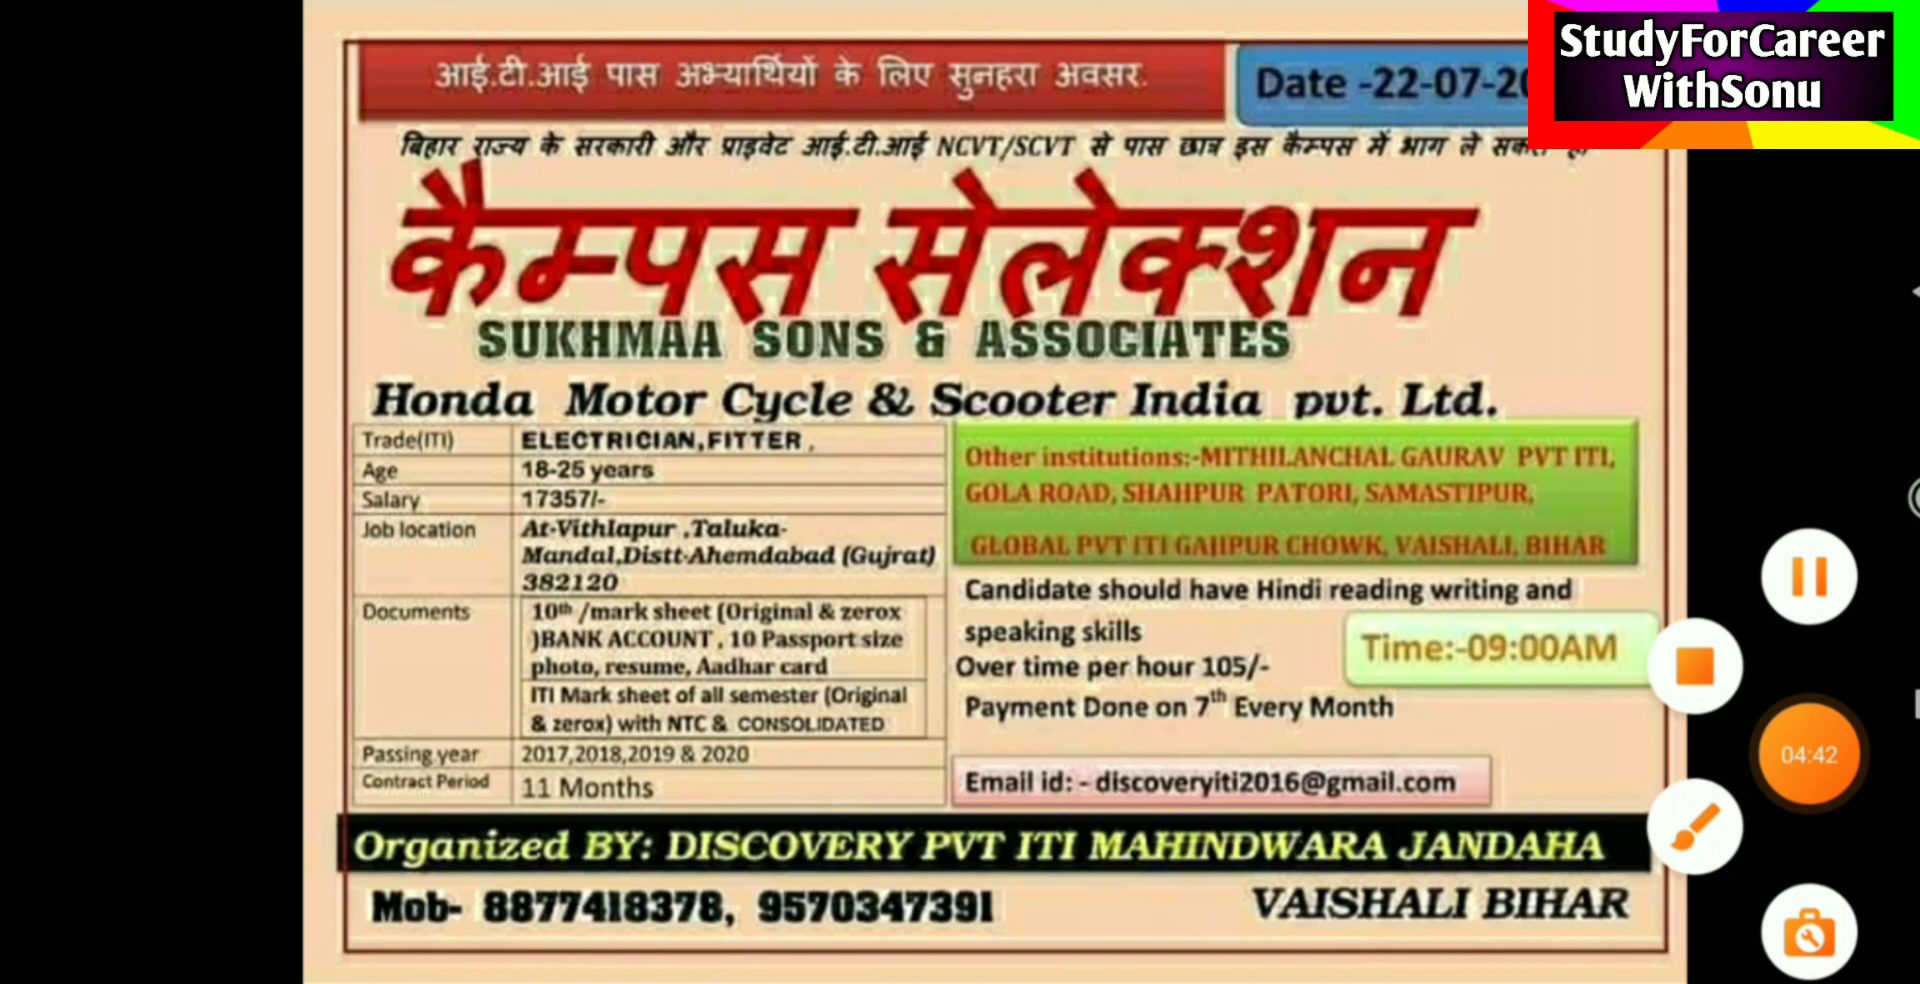 आई.टी.आई पास अभ्यार्थियों के लिए सुनहरा अवसर.
Date -22-07-20
StudyForCareer
WithSonu
बिहार राज्य के सरकारी और प्राइवेट आई.टी.आई NCVT/SCVT से पास छात्र इस कैम्पस में भाग ले
कैम्पस सेलेक्शन
SUKHMAA SONS & ASSOCIATES
Honda Motor Cycle & Scooter India pvt. Ltd.
Trade(ITI) ELECTRICIAN,FITTER ,
Age 18-25 years
Salary 17357/-
Job location At-Vithlapur ,Taluka-
Mandal,Distt-Ahemdabad (Gujrat)
382120
Documents 10th /mark sheet (Original & zerox
)BANK ACCOUNT , 10 Passport size
photo, resume, Aadhar card
ITI Mark sheet of all semester (Original
& zerox) with NTC & CONSOLIDATED
Passing year 2017,2018,2019 & 2020
Contract Period 11 Months
Other institutions:-MITHILANCHAL GAURAV PVT ITI,
GOLA ROAD, SHAHPUR PATORI, SAMASTIPUR,
GLOBAL PVT ITI GAJIPUR CHOWK, VAISHALI, BIHAR
Candidate should have Hindi reading writing and
speaking skills
Time:-09:00AM
Over time per hour 105/-
Payment Done on 7th Every Month
Email id: - discoveryiti2016@gmail.com
04:42
Organized BY: DISCOVERY PVT ITI MAHINDWARA JANDAHA
Mob- 8877418378, 9570347391
VAISHALI BIHAR